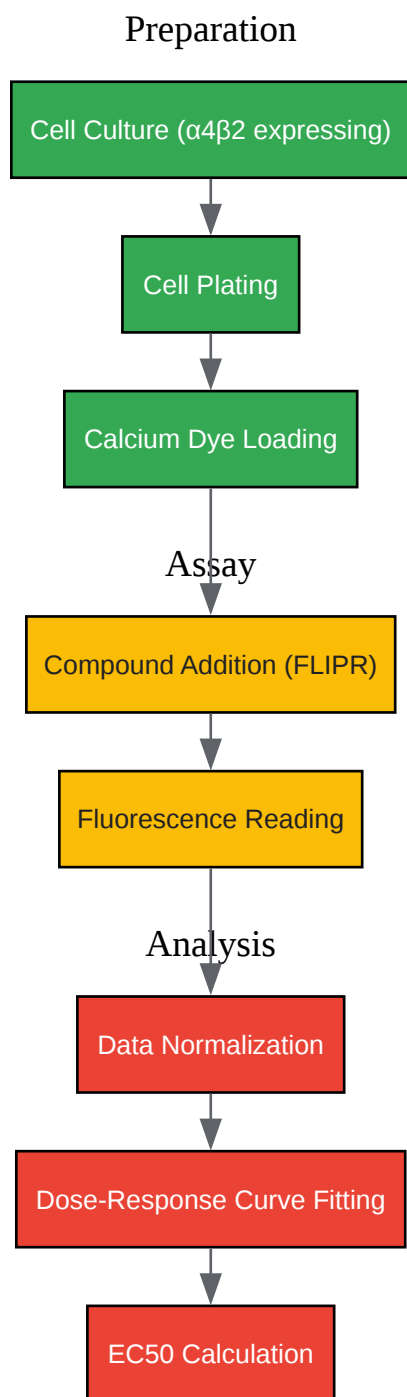 Preparation
Cell Culture (α4β2 expressing)
Cell Plating
Calcium Dye Loading
Assay
Compound Addition (FLIPR)
Fluorescence Reading
Analysis
Data Normalization
Dose-Response Curve Fitting
EC50 Calculation